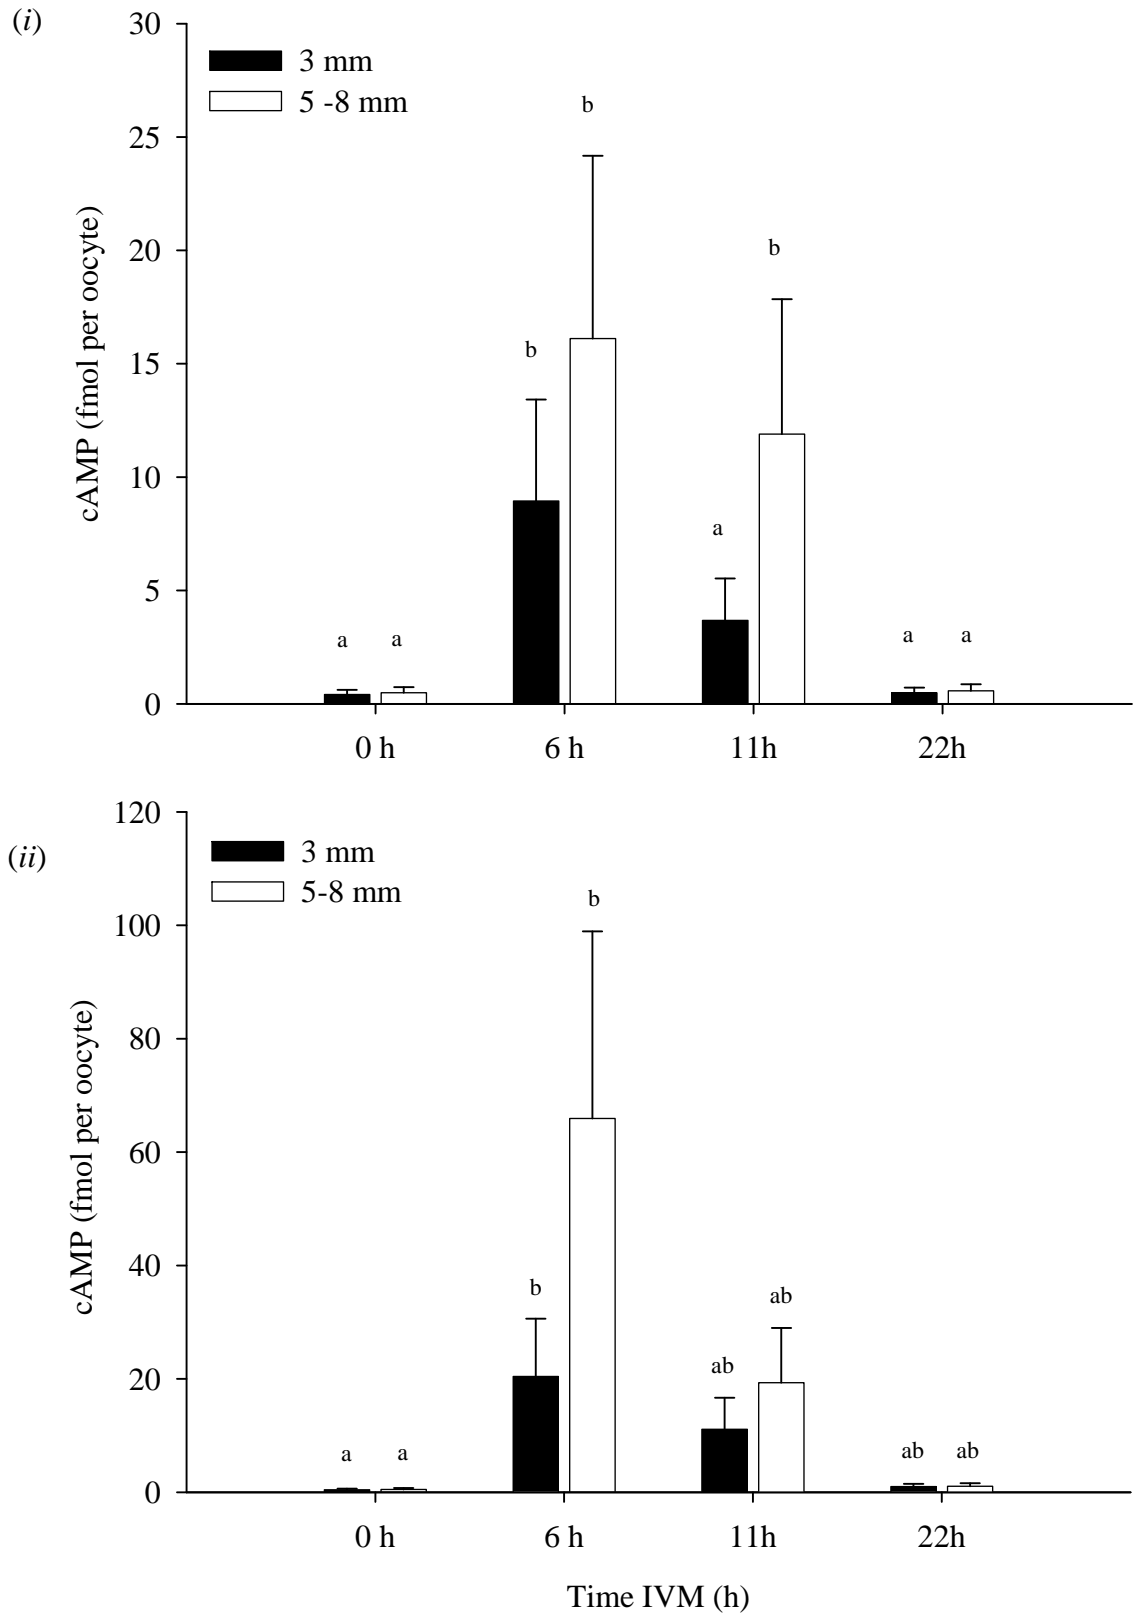 (i)
30
3 mm
5 -8 mm
25
b
20
b
cAMP (fmol per oocyte)
15
b
10
a
5
a a a a
0
0 h 6 h 11h 22h
120
(ii)
3 mm
5-8 mm
100
b
80
cAMP (fmol per oocyte)
60
40
b ab
20
ab
a a ab ab
0
0 h 6 h 11h 22h
Time IVM (h)